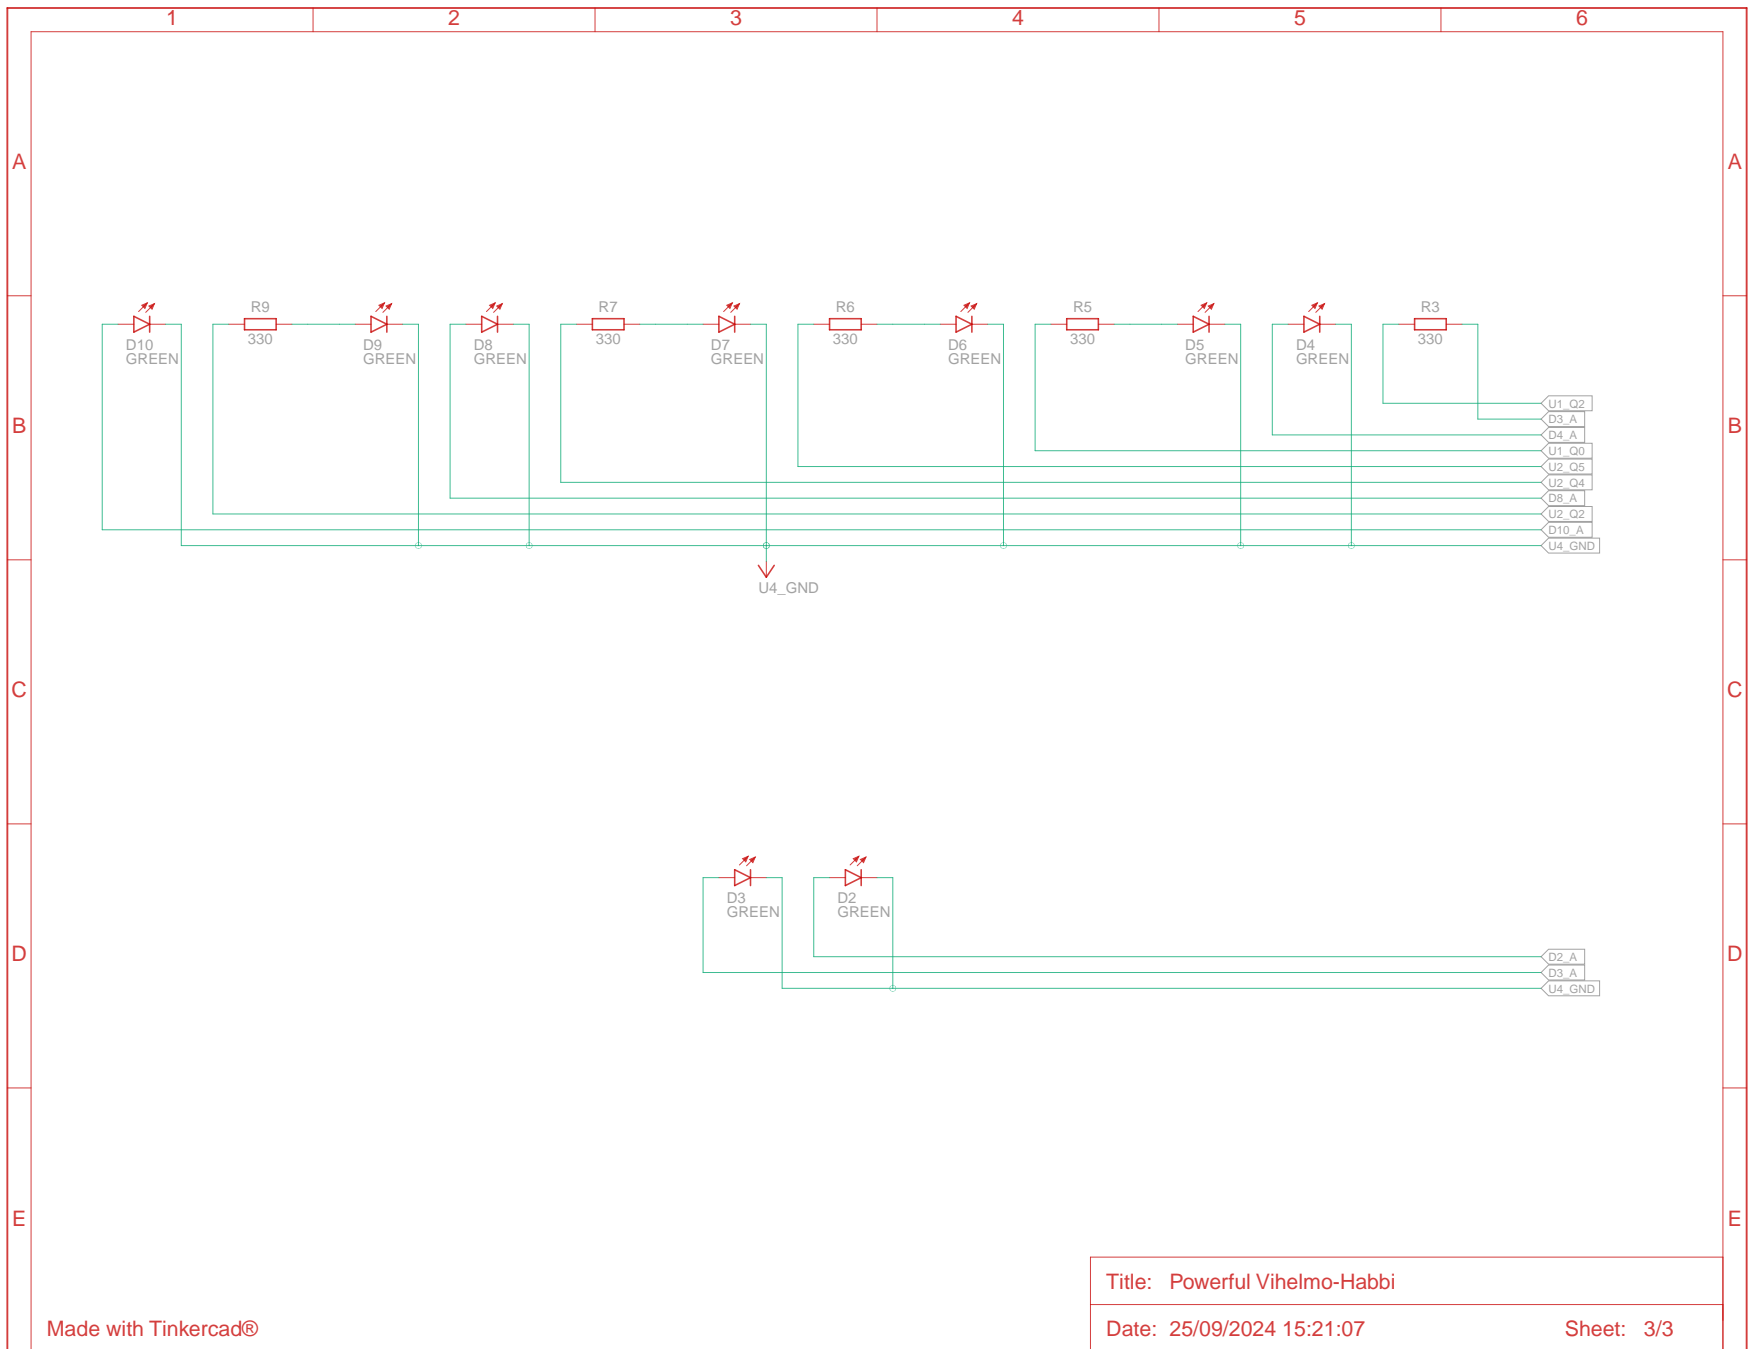 1 2 3 4 5 6
A A
R9 R7 R6 R5 R3
330 330 330 330 330
D10 D9 D8 D7 D6 D5 D4
GREEN GREEN GREEN GREEN GREEN GREEN GREEN
U1_Q2
D3_A
B B
D4_A
U1_Q0
U2_Q5
U2_Q4
D8_A
U2_Q2
D10_A
U4_GND
U4_GND
C C
D3 D2
GREEN GREEN
D D
D2_A
D3_A
U4_GND
E E
Title: Powerful Vihelmo-Habbi
Made with Tinkercad®
Date: 25/09/2024 15:21:07 Sheet: 3/3